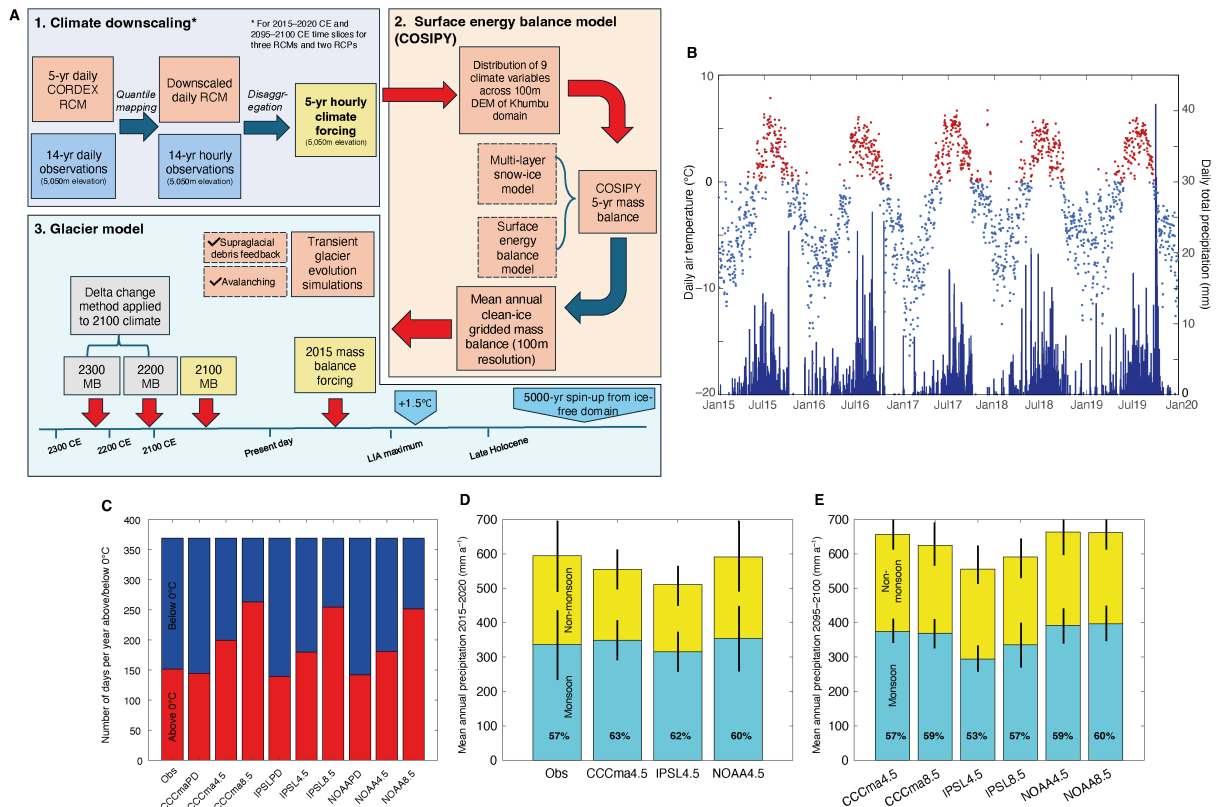 A
1. Climate downscaling*
* For 2015–2020 CE and
2095–2100 CE time slices for
three RCMs and two RCPs
5-yr daily
CORDEX
RCM
Quantile
mapping
Downscaled
daily RCM
Disaggr-
egation
5-yr hourly
climate
forcing
(5,050m elevation)
14-yr daily
observations
(5,050m elevation)
14-yr hourly
observations
(5,050m elevation)
2. Surface energy balance model
(COSIPY)
Distribution of 9
climate variables
across 100m
DEM of Khumbu
domain
Multi-layer
snow-ice
model
COSIPY
5-yr mass
balance
Surface
energy
balance
model
Mean annual
clean-ice
gridded mass
balance (100m
resolution)
3. Glacier model
✓Supraglacial
debris feedback
✓Avalanching
Transient
glacier
evolution
simulations
Delta change
method applied
to 2100 climate
2300
MB
2200
MB
2100
MB
2015 mass
balance
forcing
+1.5°C
5000-yr spin-up from ice-
free domain
2300 CE
2200 CE
2100 CE
Present day
LIA maximum
Late Holocene
B
Daily air temperature (°C)
10
0
−10
−20
Daily total precipitation (mm)
40
30
20
10
0
Jan15
Jul15
Jan16
Jul16
Jan17
Jul17
Jan18
Jul18
Jan19
Jul19
Jan20
C
Number of days per year above/below 0°C
400
350
300
250
200
150
100
50
0
Below 0°C
Above 0°C
Obs
CCCmaPD
CCCma4.5
CCCma8.5
IPSLPD
IPSL4.5
IPSL8.5
NOAAPD
NOAA4.5
NOAA8.5
D
Mean annual precipitation 2015–2020 (mm a⁻¹)
700
600
500
400
300
200
100
0
Non-monsoon
Monsoon
57%
63%
62%
60%
Obs
CCCma4.5
IPSL4.5
NOAA4.5
E
Mean annual precipitation 2095–2100 (mm a⁻¹)
700
600
500
400
300
200
100
0
Non-
monsoon
Monsoon
57%
59%
53%
57%
59%
60%
CCCma4.5
CCCma8.5
IPSL4.5
IPSL8.5
NOAA4.5
NOAA8.5